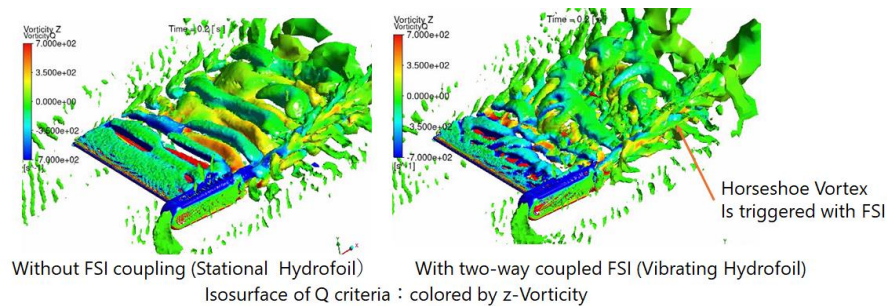 Vorticity Z
VorticityQ
7.000e+02
3.500e+02
0.000e+00
-3.500e+02
-7.000e+02
[s^-1]
Time = 0.2 [ s ]
Vorticity Z
VorticityQ
7.000e+02
3.500e+02
0.000e+00
-3.500e+02
-7.000e+02
[s^-1]
Time = 0.2 [ s ]
Horseshoe Vortex
Is triggered with FSI
Without FSI coupling (Stational Hydrofoil）
With two-way coupled FSI (Vibrating Hydrofoil)
Isosurface of Q criteria：colored by z-Vorticity